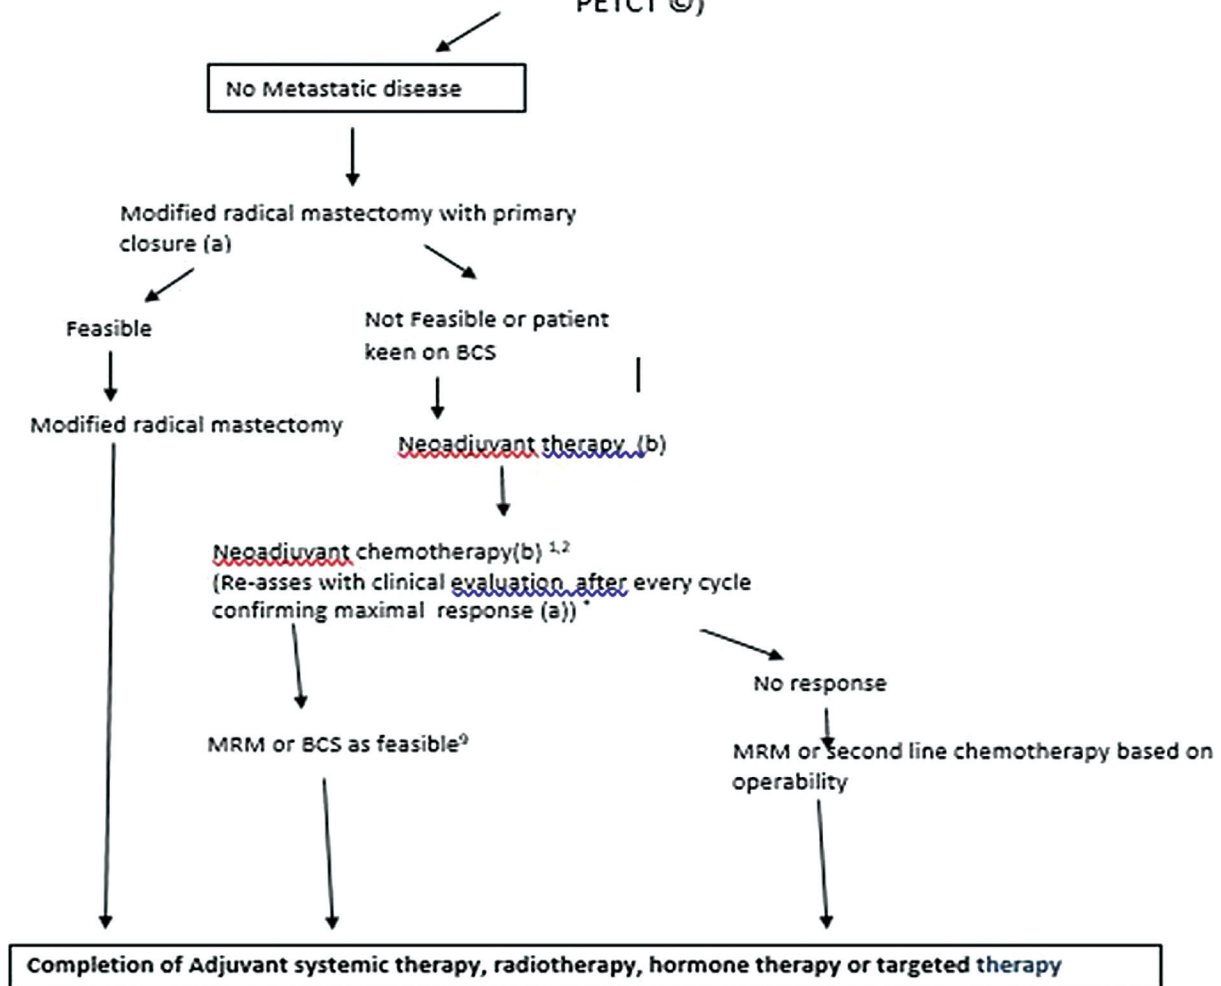 PETCT ©)
No Metastatic disease
Modified radical mastectomy with primary
closure (a)
Feasible
Not Feasible or patient
keen on BCS
Modified radical mastectomy
Neoadjuvant therapy (b)
Neoadjuvant chemotherapy(b) 1,2
(Re-asses with clinical evaluation after every cycle
confirming maximal response (a)) *
No response
MRM or BCS as feasible9
MRM or second line chemotherapy based on
operability
Completion of Adjuvant systemic therapy, radiotherapy, hormone therapy or targeted therapy